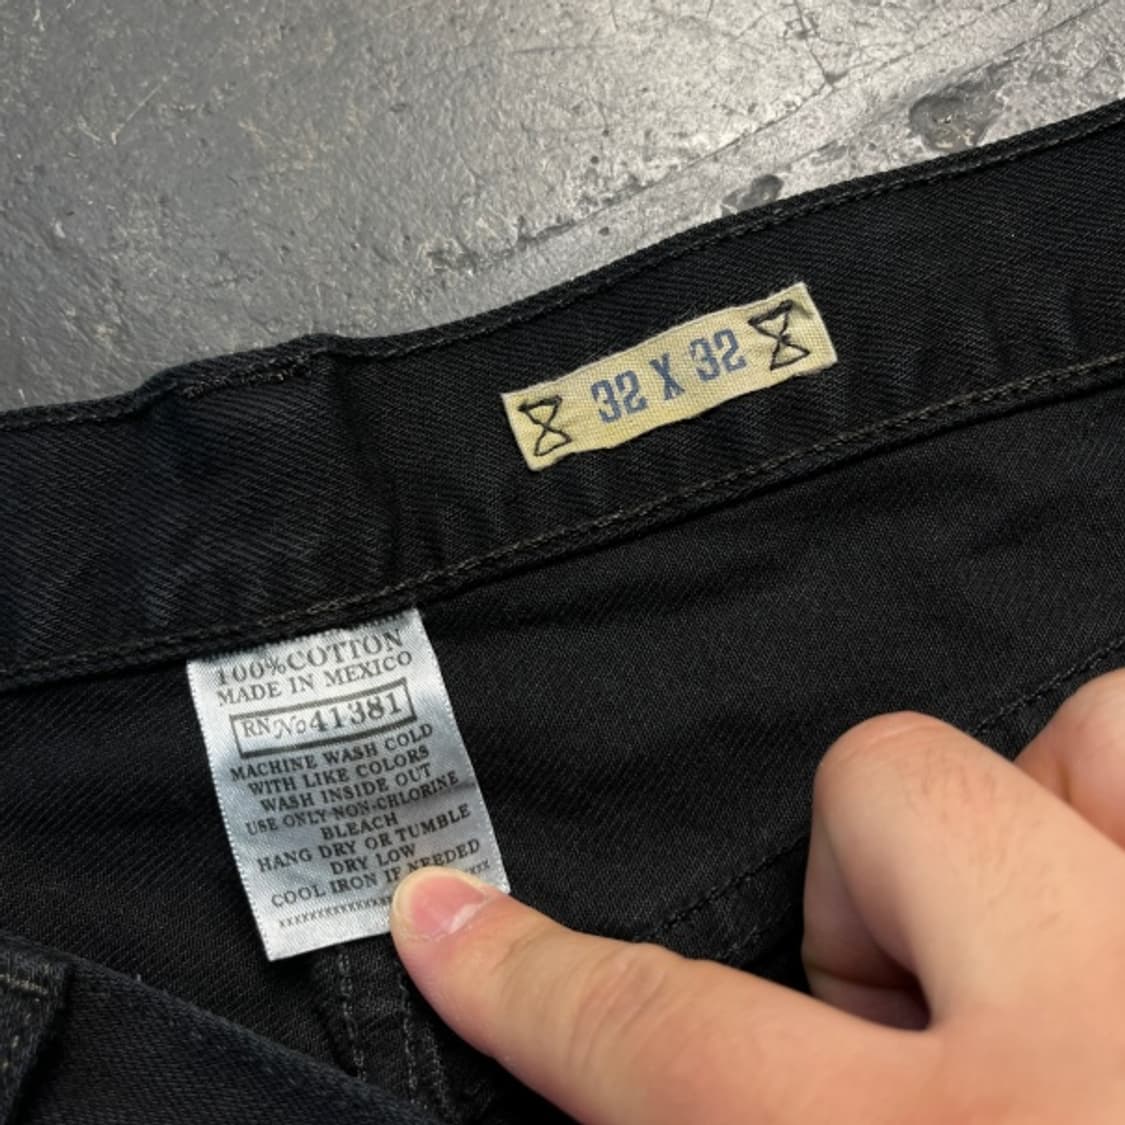 32 X 32
100% COTTON
MADE IN MEXICO
RN No 41381
MACHINE WASH COLD
WITH LIKE COLORS
WASH INSIDE OUT
USE ONLY NON-CHLORINE
BLEACH
HANG DRY OR TUMBLE
DRY LOW
COOL IRON IF NEEDED